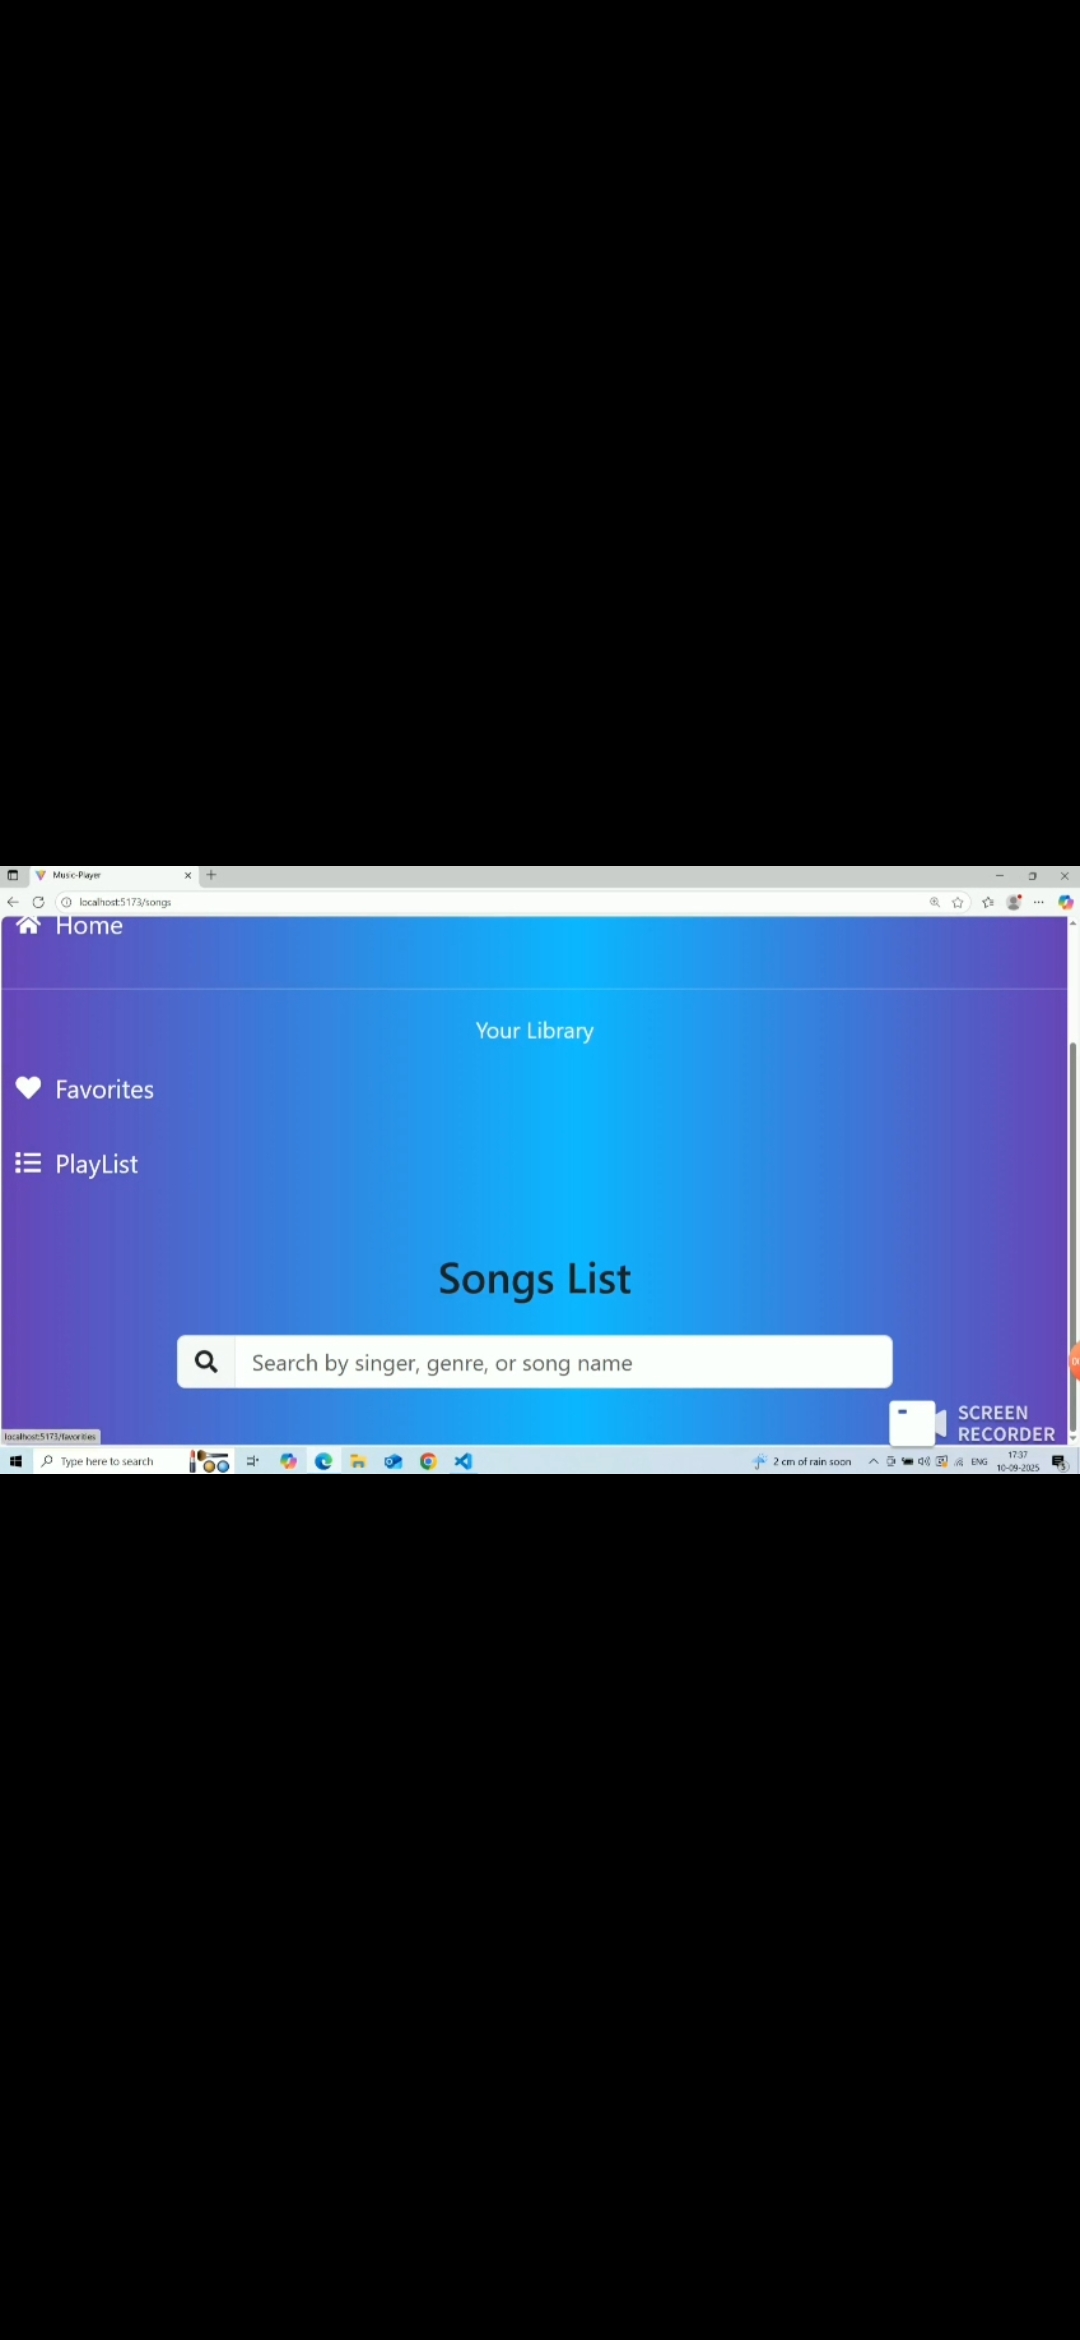 Music-Player
localhost:5173/songs
Home
Your Library
Favorites
PlayList
Songs List
Search by singer, genre, or song name
SCREEN
RECORDER
localhost:5173/favorities
Type here to search
2 cm of rain soon
ENG
17:37
10-09-2025